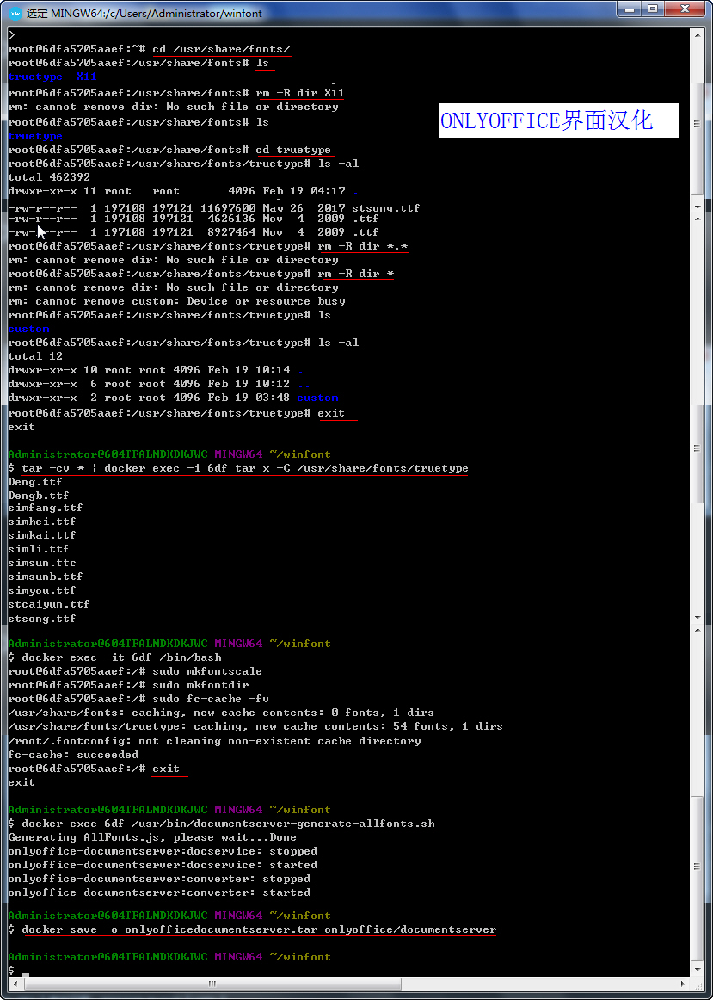 选定 MINGW64:/c/Users/Administrator/winfont
>
root@6dfa5705aaef:~# cd /usr/share/fonts/
root@6dfa5705aaef:/usr/share/fonts# ls
truetype  X11
root@6dfa5705aaef:/usr/share/fonts# rm -R dir X11
rm: cannot remove dir: No such file or directory
root@6dfa5705aaef:/usr/share/fonts# ls
ONLYOFFICE界面汉化
truetype
root@6dfa5705aaef:/usr/share/fonts# cd truetype
root@6dfa5705aaef:/usr/share/fonts/truetype# ls -al
total 462392
drwxr-xr-x 11 root   root       4096 Feb 19 04:17 .
-rw-r--r--  1 197108 197121 11697600 May 26  2017 stsong.ttf
-rw-r--r--  1 197108 197121  4626136 Nov  4  2009 .ttf
-rw-r--r--  1 197108 197121  8927464 Nov  4  2009 .ttf
root@6dfa5705aaef:/usr/share/fonts/truetype# rm -R dir *.*
rm: cannot remove dir: No such file or directory
root@6dfa5705aaef:/usr/share/fonts/truetype# rm -R dir *
rm: cannot remove dir: No such file or directory
rm: cannot remove custom: Device or resource busy
root@6dfa5705aaef:/usr/share/fonts/truetype# ls
custom
root@6dfa5705aaef:/usr/share/fonts/truetype# ls -al
total 12
drwxr-xr-x 10 root root 4096 Feb 19 10:14 .
drwxr-xr-x  6 root root 4096 Feb 19 10:12 ..
drwxr-xr-x  2 root root 4096 Feb 19 03:48 custom
root@6dfa5705aaef:/usr/share/fonts/truetype# exit
exit
Administrator@604TFALNDKDKJWC MINGW64 ~/winfont
$ tar -cv * | docker exec -i 6df tar x -C /usr/share/fonts/truetype
Deng.ttf
Dengb.ttf
simfang.ttf
simhei.ttf
simkai.ttf
simli.ttf
simsun.ttc
simsunb.ttf
simyou.ttf
stcaiyun.ttf
stsong.ttf
Administrator@604TFALNDKDKJWC MINGW64 ~/winfont
$ docker exec -it 6df /bin/bash
root@6dfa5705aaef:/# sudo mkfontscale
root@6dfa5705aaef:/# sudo mkfontdir
root@6dfa5705aaef:/# sudo fc-cache -fv
/usr/share/fonts: caching, new cache contents: 0 fonts, 1 dirs
/usr/share/fonts/truetype: caching, new cache contents: 54 fonts, 1 dirs
/root/.fontconfig: not cleaning non-existent cache directory
fc-cache: succeeded
root@6dfa5705aaef:/# exit
exit
Administrator@604TFALNDKDKJWC MINGW64 ~/winfont
$ docker exec 6df /usr/bin/documentserver-generate-allfonts.sh
Generating AllFonts.js, please wait...Done
onlyoffice-documentserver:docservice: stopped
onlyoffice-documentserver:docservice: started
onlyoffice-documentserver:converter: stopped
onlyoffice-documentserver:converter: started
Administrator@604TFALNDKDKJWC MINGW64 ~/winfont
$ docker save -o onlyofficedocumentserver.tar onlyoffice/documentserver
Administrator@604TFALNDKDKJWC MINGW64 ~/winfont
$